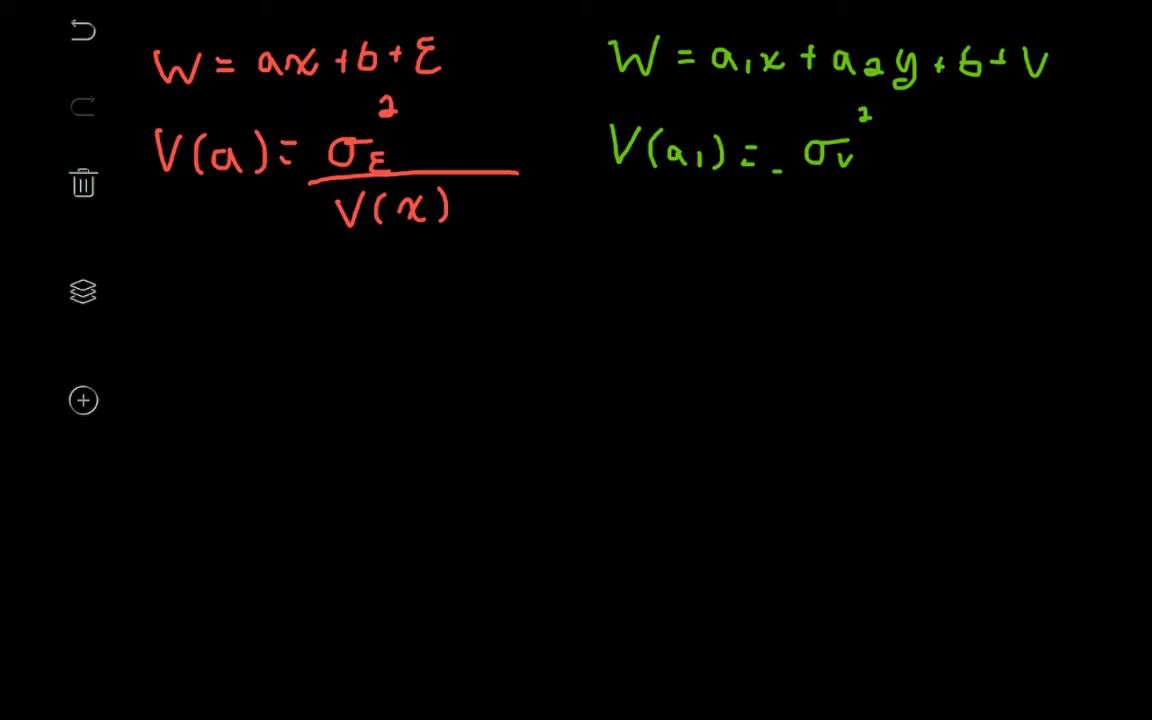 W = ax + b + ε
V(a) = σε²
V(x)
W = a₁x + a₂y + b + V
V(a₁) = σv²